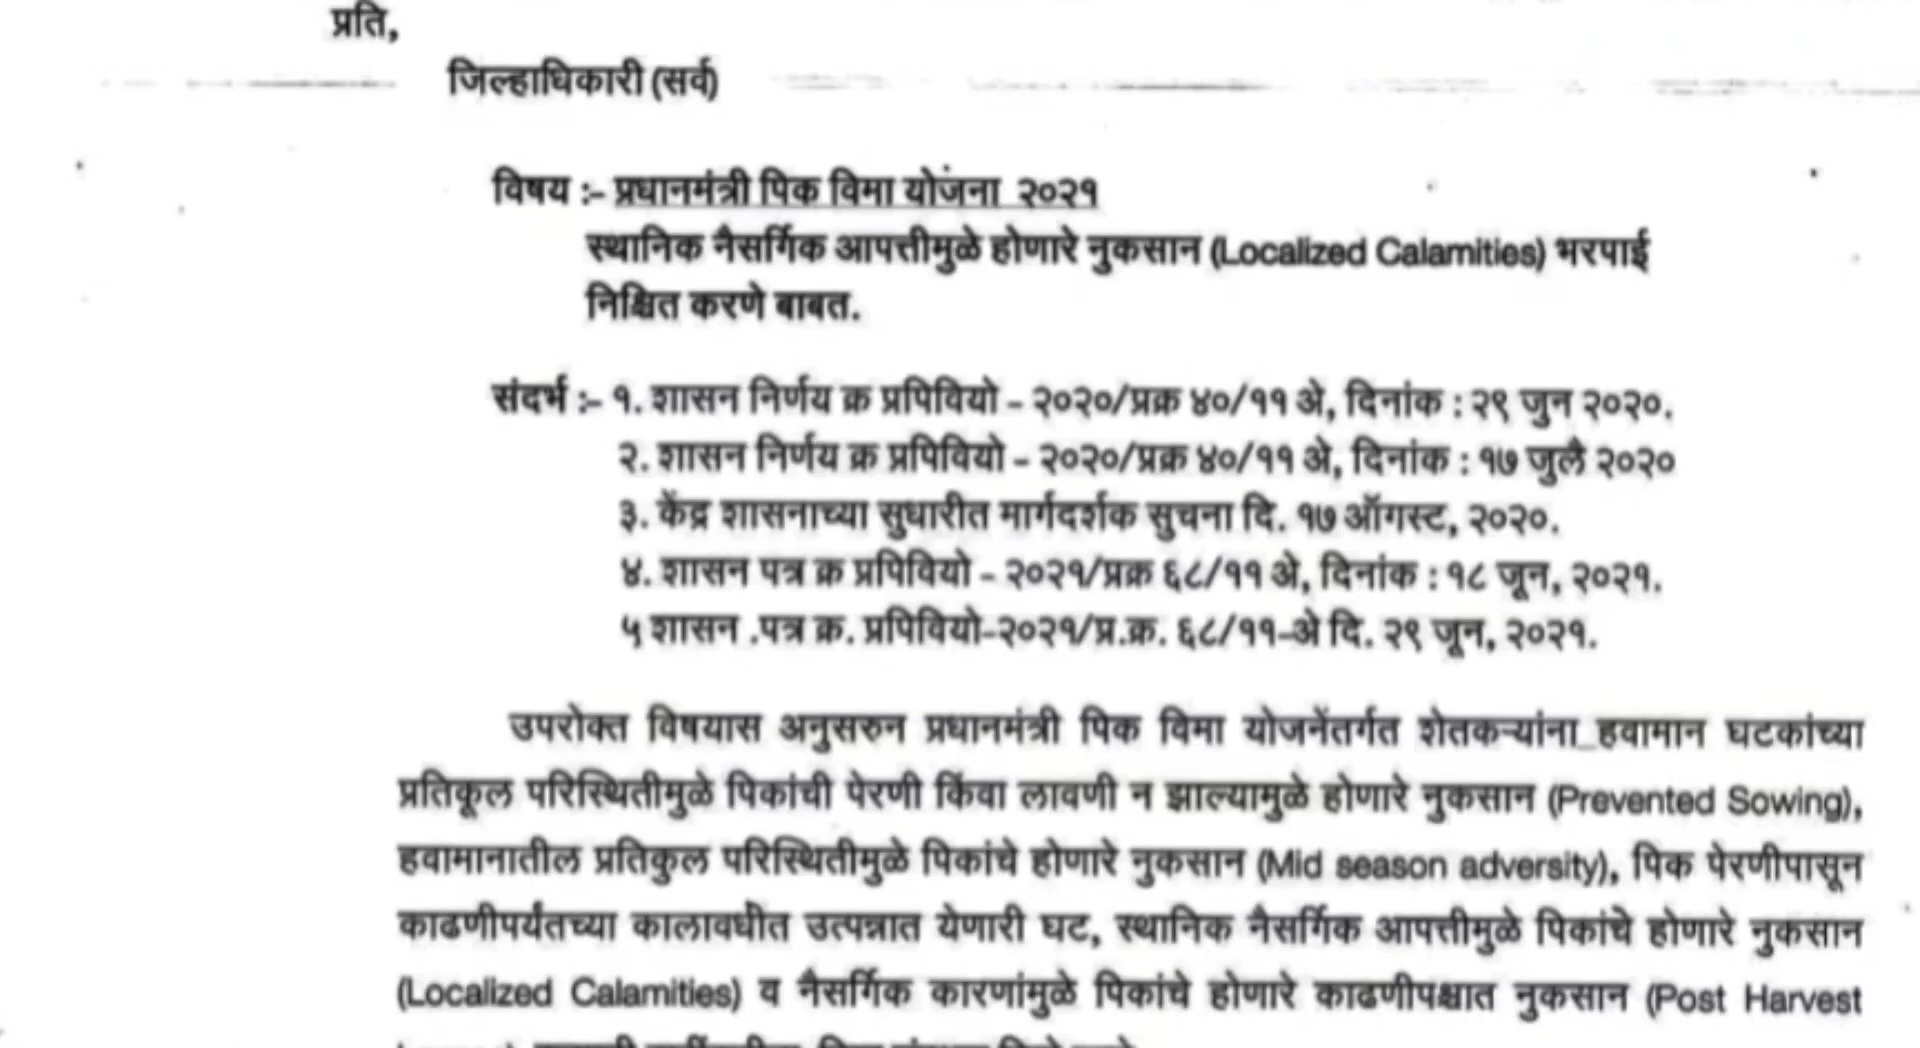 प्रति,
जिल्हाधिकारी (सर्व)
विषय :- प्रधानमंत्री पिक विमा योजना २०२१
स्थानिक नैसर्गिक आपत्तीमुळे होणारे नुकसान (Localized Calamities) भरपाई
निश्चित करणे बाबत.
संदर्भ :- १. शासन निर्णय क्र प्रपिवियो - २०२०/प्रक्र ४०/११ अे, दिनांक : २९ जुन २०२०.
२. शासन निर्णय क्र प्रपिवियो - २०२०/प्रक्र ४०/११ अे, दिनांक : १७ जुलै २०२०
३. केंद्र शासनाच्या सुधारीत मार्गदर्शक सुचना दि. १७ ऑगस्ट, २०२०.
४. शासन पत्र क्र प्रपिवियो - २०२१/प्रक्र ६८/११ अे, दिनांक : १८ जून, २०२१.
५ शासन .पत्र क्र. प्रपिवियो-२०२१/प्र.क्र. ६८/११-अे दि. २९ जून, २०२१.
उपरोक्त विषयास अनुसरुन प्रधानमंत्री पिक विमा योजनेंतर्गत शेतकऱ्यांना हवामान घटकांच्या
प्रतिकूल परिस्थितीमुळे पिकांची पेरणी किंवा लावणी न झाल्यामुळे होणारे नुकसान (Prevented Sowing),
हवामानातील प्रतिकुल परिस्थितीमुळे पिकांचे होणारे नुकसान (Mid season adversity), पिक पेरणीपासून
काढणीपर्यंतच्या कालावधीत उत्पन्नात येणारी घट, स्थानिक नैसर्गिक आपत्तीमुळे पिकांचे होणारे नुकसान
(Localized Calamities) व नैसर्गिक कारणांमुळे पिकांचे होणारे काढणीपश्चात नुकसान (Post Harvest